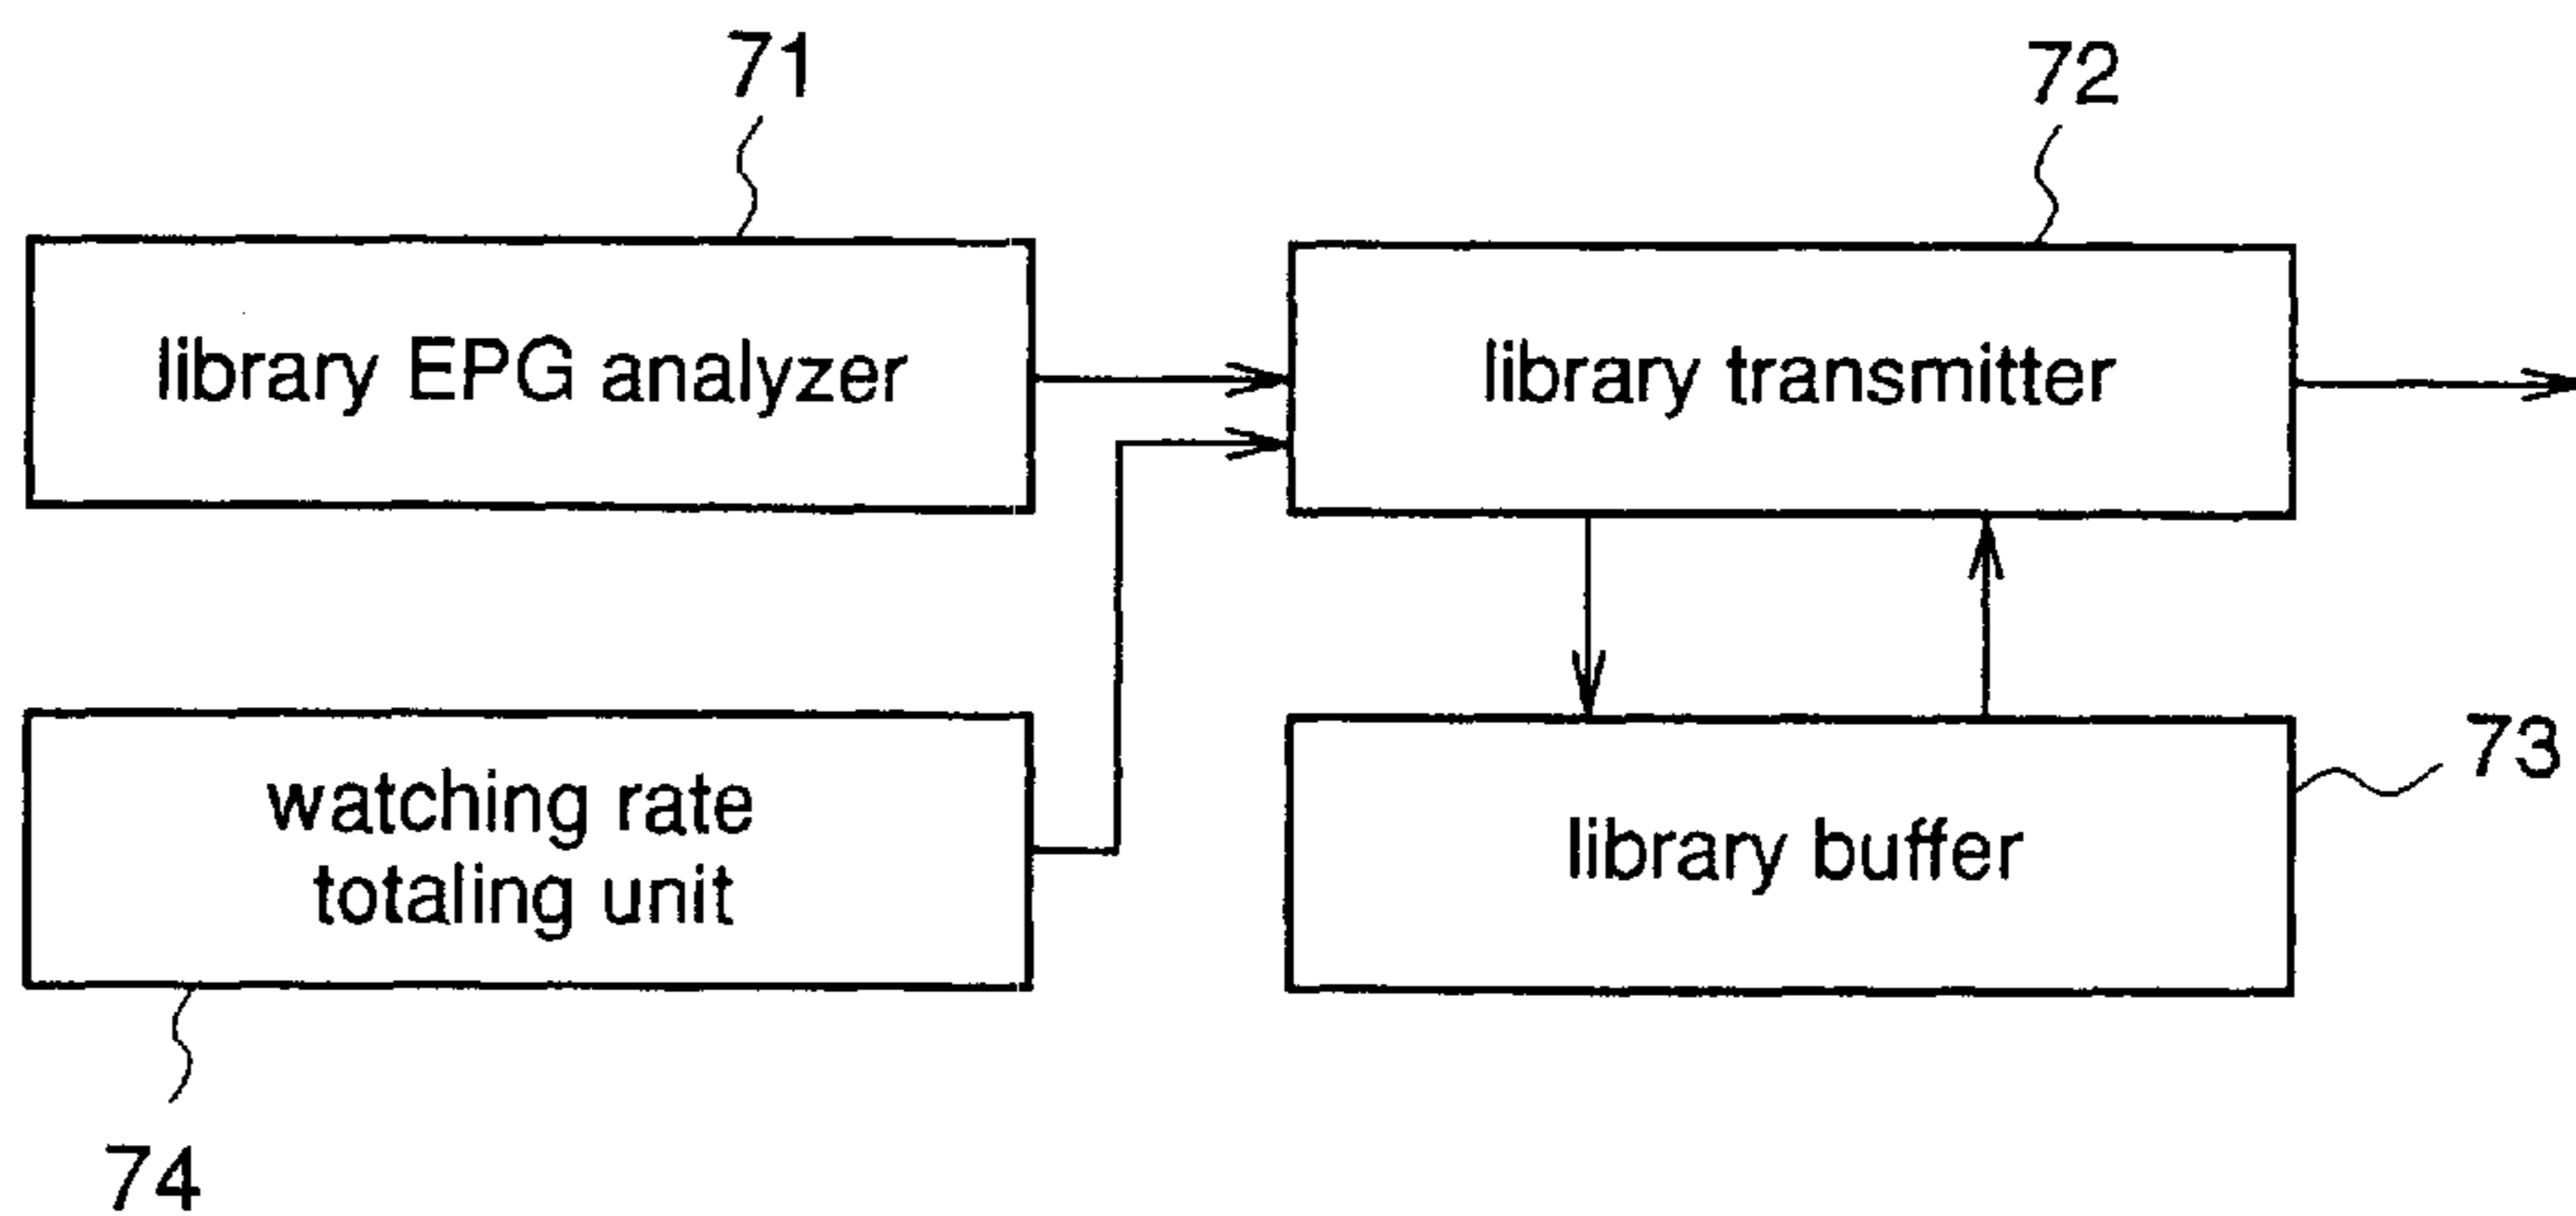 71
72
library EPG analyzer
library transmitter
watching rate
totaling unit
library buffer
73
74